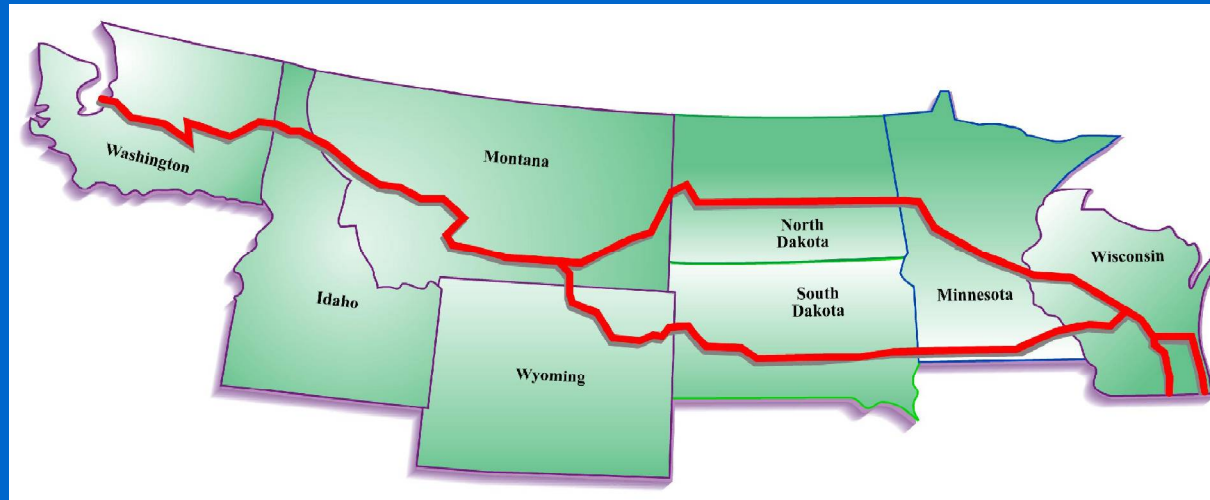 Washington
Montana
North
Dakota
Wisconsin
Idaho
South
Dakota
Minnesota
Wyoming